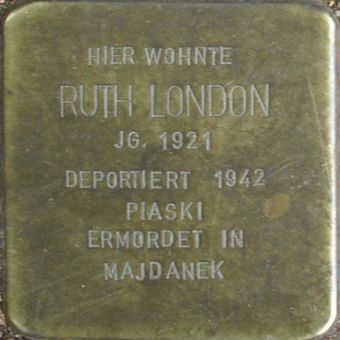 HIER WOHNTE
RUTH LONDON
JG. 1921
DEPORTIERT 1942
PIASKI
ERMORDET IN
MAJDANEK